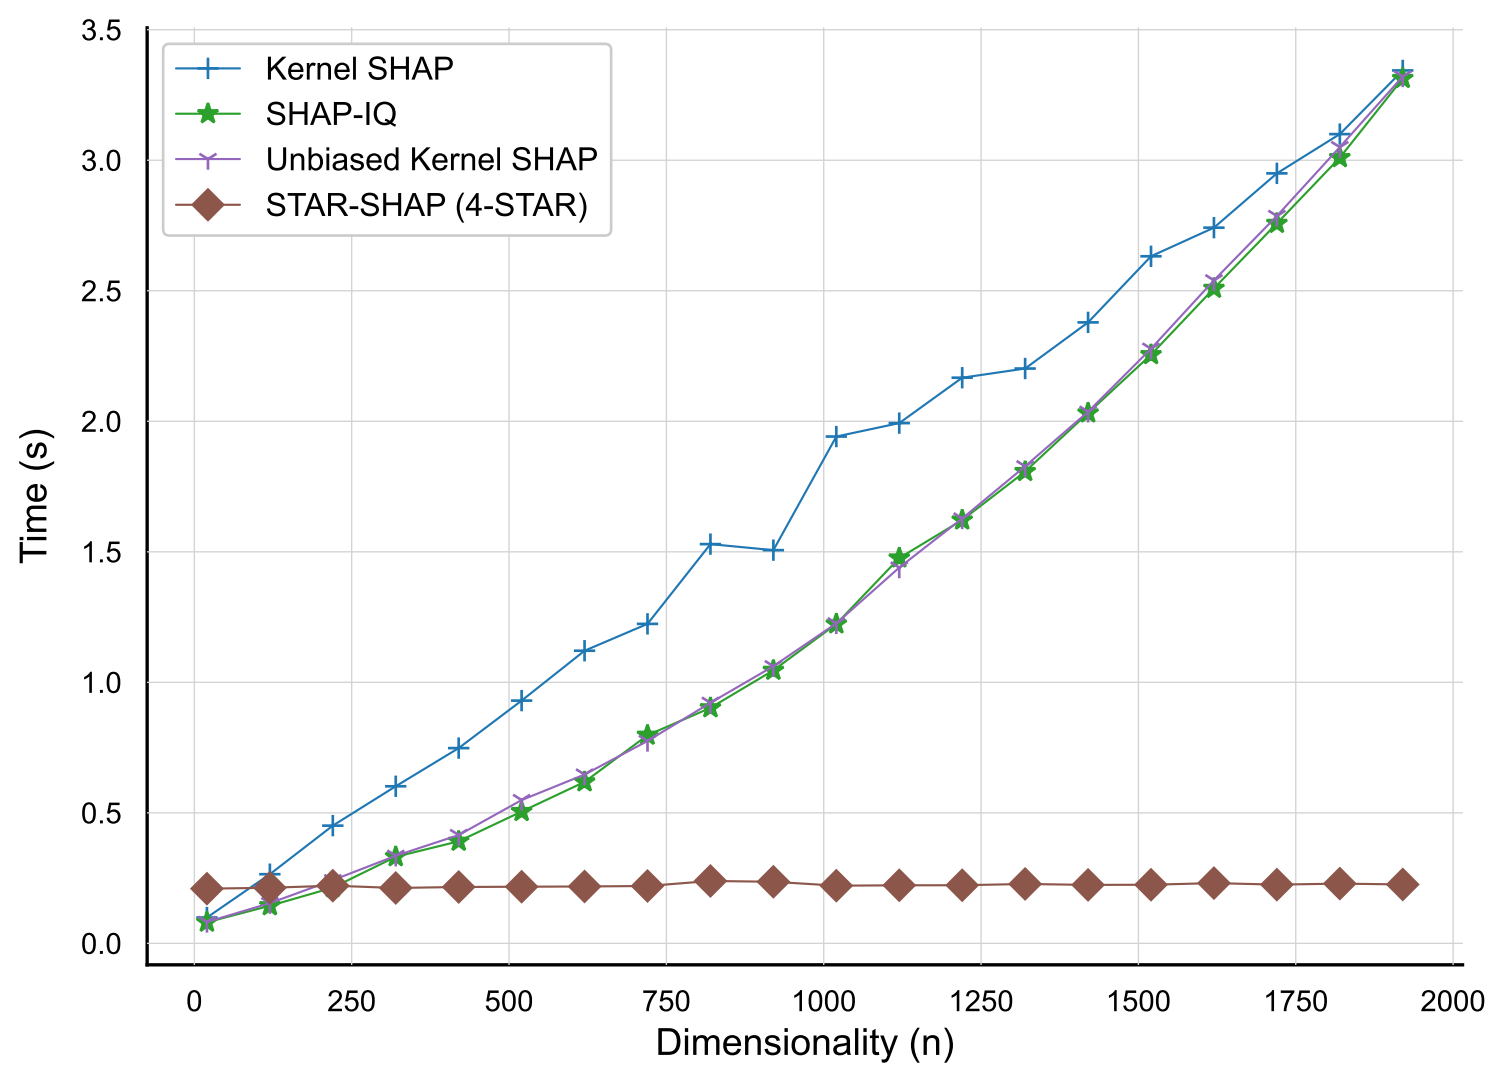 3.5
3.0
2.5
2.0
1.5
1.0
0.5
0.0
Time (s)
Kernel SHAP
SHAP-IQ
Unbiased Kernel SHAP
STAR-SHAP (4-STAR)
0 250 500 750 1000 1250 1500 1750 2000
Dimensionality (n)